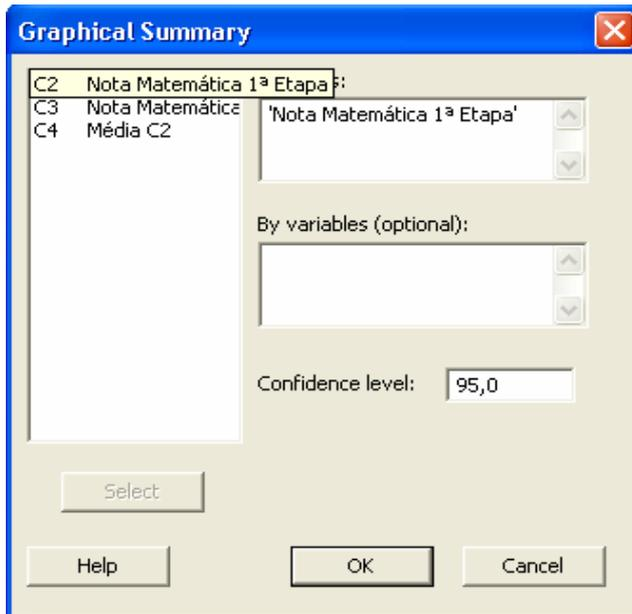 Graphical Summary
C2 Nota Matemática 1ª Etapa
s:
C3 Nota Matemática
C4 Média C2
'Nota Matemática 1ª Etapa'
By variables (optional):
Confidence level: 95,0
Select
Help OK Cancel